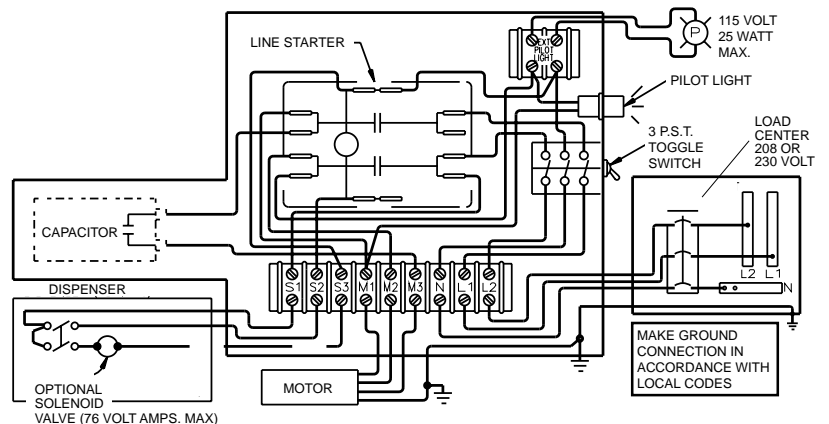 LINE STARTER
EXT
PILOT
LIGHT
P
115 VOLT
25 WATT
MAX.
PILOT LIGHT
3 P.S.T.
TOGGLE
SWITCH
LOAD
CENTER
208 OR
230 VOLT
CAPACITOR
S1 S2 S3 M1 M2 M3 N L1 L2
L2 L1
N
DISPENSER
OPTIONAL
SOLENOID
VALVE (76 VOLT AMPS. MAX)
MOTOR
MAKE GROUND
CONNECTION IN
ACCORDANCE WITH
LOCAL CODES